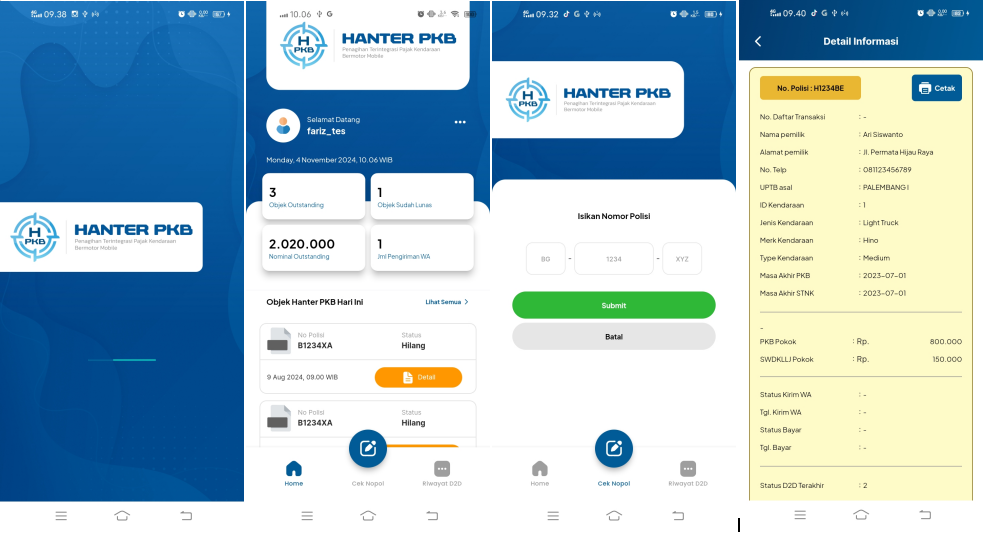 09.38
H
PKB
HANTER PKB
Penagihan Terintegrasi Pajak Kendaraan
Bermotor Mobile
10.06
G
H
PKB
HANTER PKB
Penagihan Terintegrasi Pajak Kendaraan
Bermotor Mobile
Selamat Datang
fariz_tes
Monday, 4 November 2024, 10.06 WIB
3
Objek Outstanding
1
Objek Sudah Lunas
2.020.000
Nominal Outstanding
1
Jml Pengiriman WA
Objek Hanter PKB Hari Ini
Lihat Semua >
No Polisi
B1234XA
Status
Hilang
9 Aug 2024, 09.00 WIB
Detail
No Polisi
B1234XA
Status
Hilang
Home
Cek Nopol
Riwayat D2D
09.32
G
H
PKB
HANTER PKB
Penagihan Terintegrasi Pajak Kendaraan
Bermotor Mobile
Isikan Nomor Polisi
BG - 1234 - XYZ
Submit
Batal
Home
Cek Nopol
Riwayat D2D
09.40
G
Detail Informasi
No. Polisi : H1234BE
Cetak
No. Daftar Transaksi : -
Nama pemilik : Ari Siswanto
Alamat pemilik : Jl. Permata Hijau Raya
No. Telp : 081123456789
UPTB asal : PALEMBANG I
ID Kendaraan : 1
Jenis Kendaraan : Light Truck
Merk Kendaraan : Hino
Type Kendaraan : Medium
Masa Akhir PKB : 2023-07-01
Masa Akhir STNK : 2023-07-01
-
PKB Pokok : Rp. 800.000
SWDKLLJ Pokok : Rp. 150.000
Status Kirim WA : -
Tgl. Kirim WA : -
Status Bayar : -
Tgl. Bayar : -
Status D2D Terakhir : 2